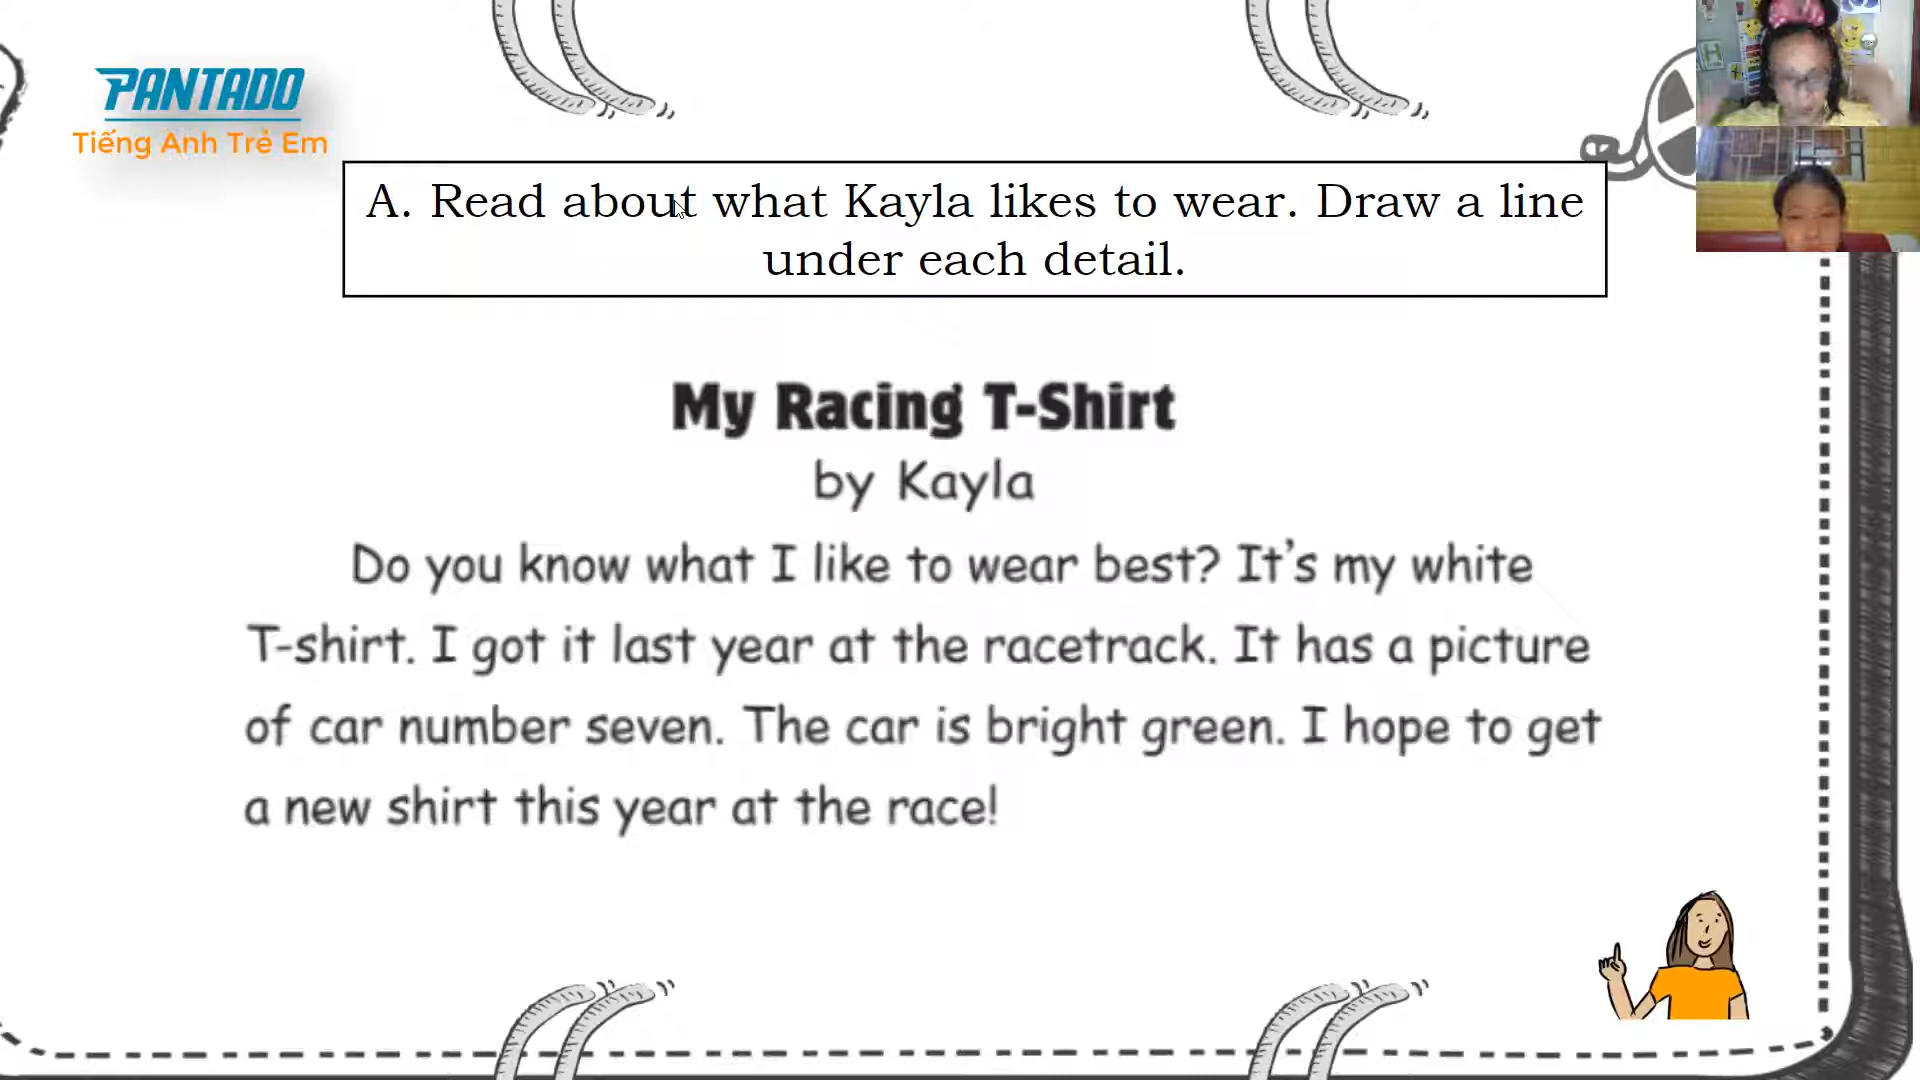 PANTADO
Tiếng Anh Trẻ Em
A. Read about what Kayla likes to wear. Draw a line
under each detail.
My Racing T-Shirt
by Kayla
Do you know what I like to wear best? It's my white
T-shirt. I got it last year at the racetrack. It has a picture
of car number seven. The car is bright green. I hope to get
a new shirt this year at the race!